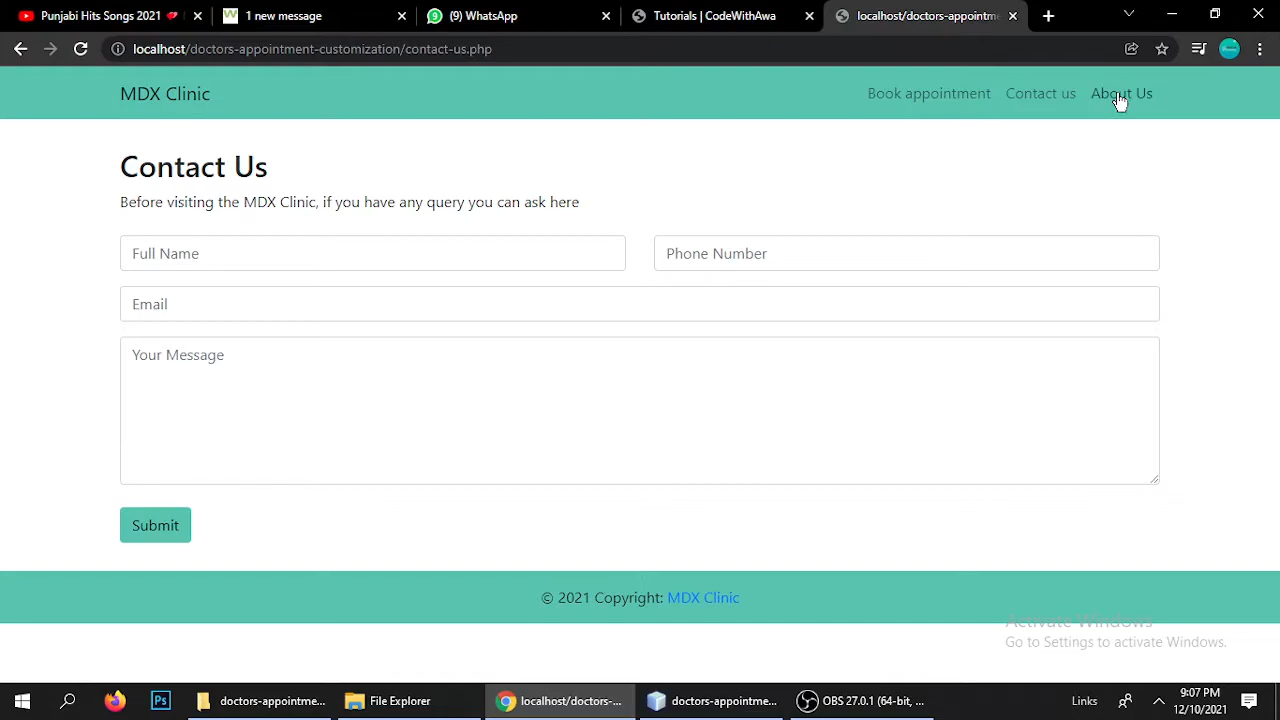 Punjabi Hits Songs 2021
1 new message
(9) WhatsApp
Tutorials | CodeWithAwa
localhost/doctors-appointm
localhost/doctors-appointment-customization/contact-us.php
MDX Clinic
Book appointment
Contact us
About Us
Contact Us
Before visiting the MDX Clinic, if you have any query you can ask here
Full Name
Phone Number
Email
Your Message
Submit
© 2021 Copyright: MDX Clinic
Activate Windows
Go to Settings to activate Windows.
Ps
doctors-appointme...
File Explorer
localhost/doctors-...
doctors-appointme...
OBS 27.0.1 (64-bit, ...
Links
9:07 PM
12/10/2021